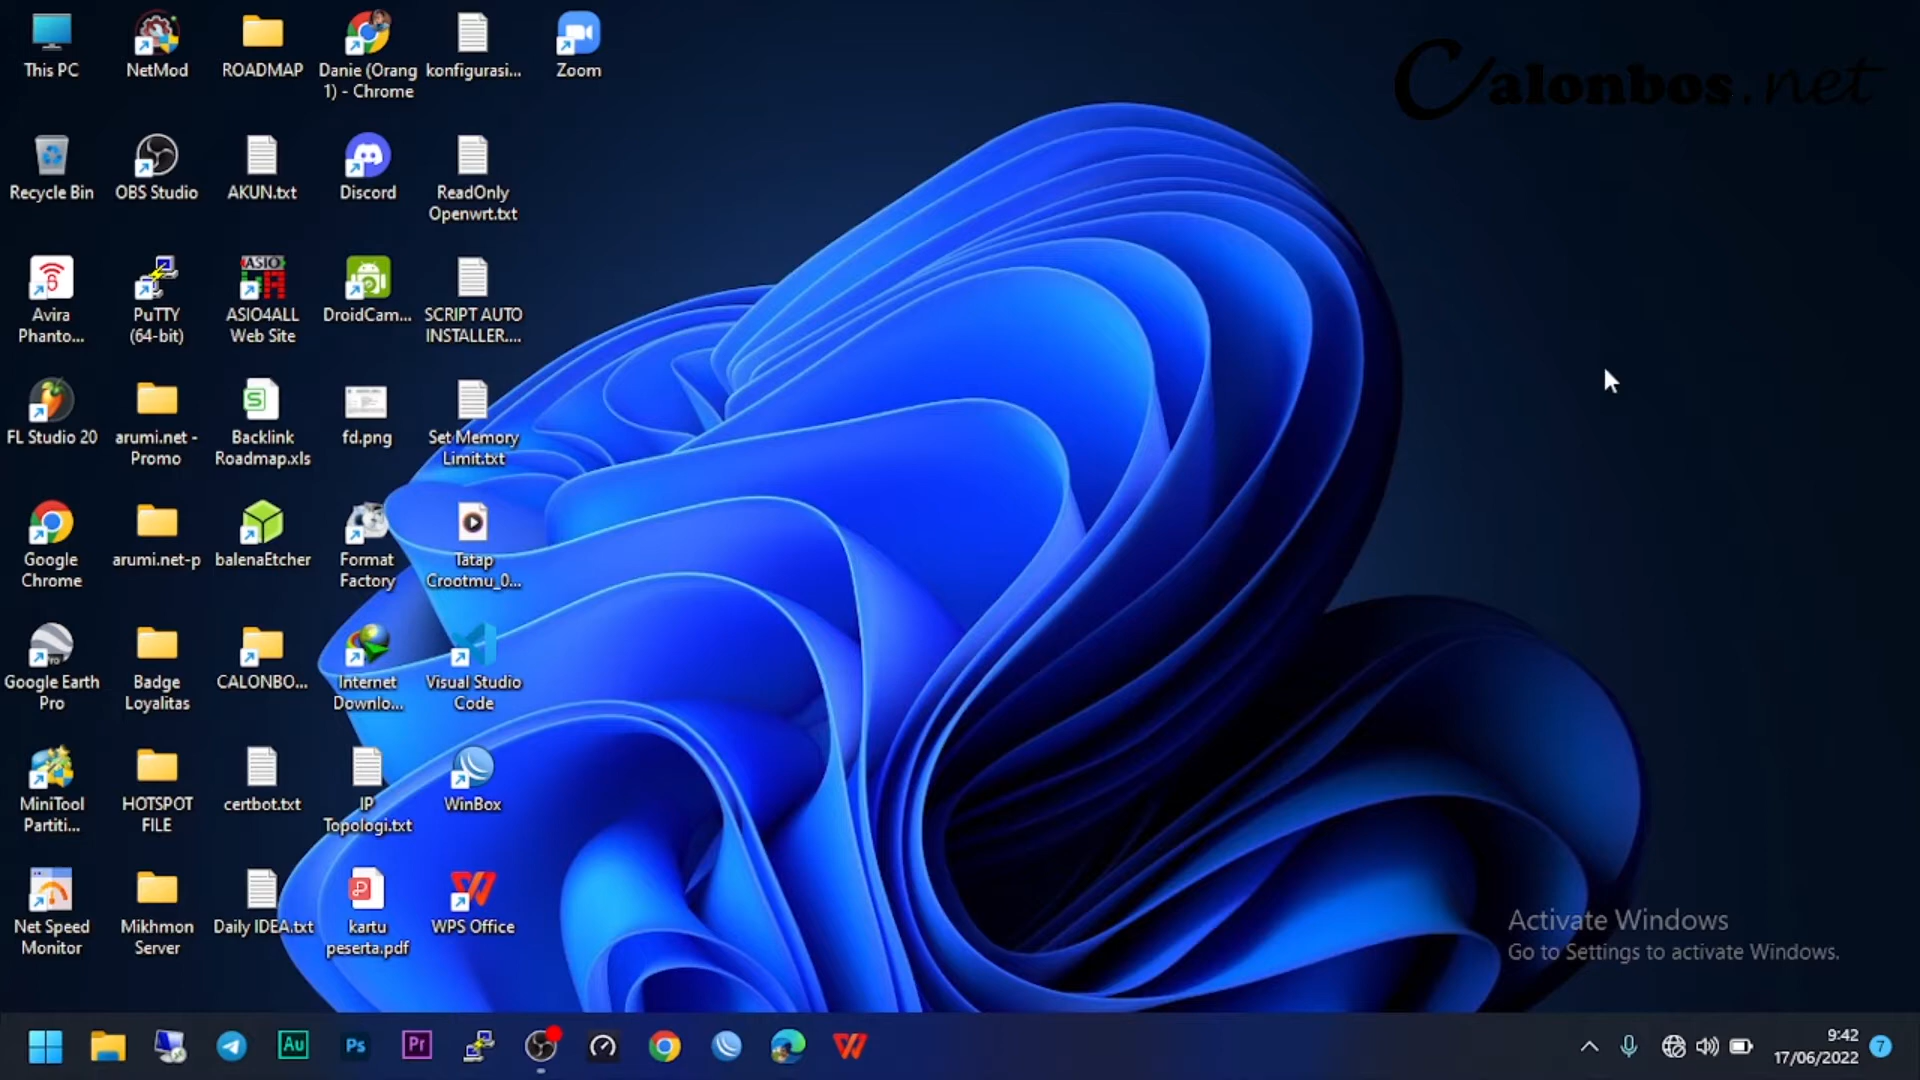 Calonbos.net
This PC
NetMod
ROADMAP
Danie (Orang
1) - Chrome
konfigurasi...
Zoom
Recycle Bin
OBS Studio
AKUN.txt
Discord
ReadOnly
Openwrt.txt
Avira
Phanto...
PuTTY
(64-bit)
ASIO
ASIO4ALL
Web Site
DroidCam...
SCRIPT AUTO
INSTALLER....
FL Studio 20
arumi.net -
Promo
Backlink
Roadmap.xls
fd.png
Set Memory
Limit.txt
Google
Chrome
arumi.net-p
balenaEtcher
Format
Factory
Tatap
Crootmu_0...
Google Earth
Pro
Badge
Loyalitas
CALONBO...
Internet
Downlo...
Visual Studio
Code
MiniTool
Partiti...
HOTSPOT
FILE
certbot.txt
IP
Topologi.txt
WinBox
Net Speed
Monitor
Mikhmon
Server
Daily IDEA.txt
kartu
peserta.pdf
WPS Office
Activate Windows
Go to Settings to activate Windows.
Au
Ps
Pr
9:42
17/06/2022
7